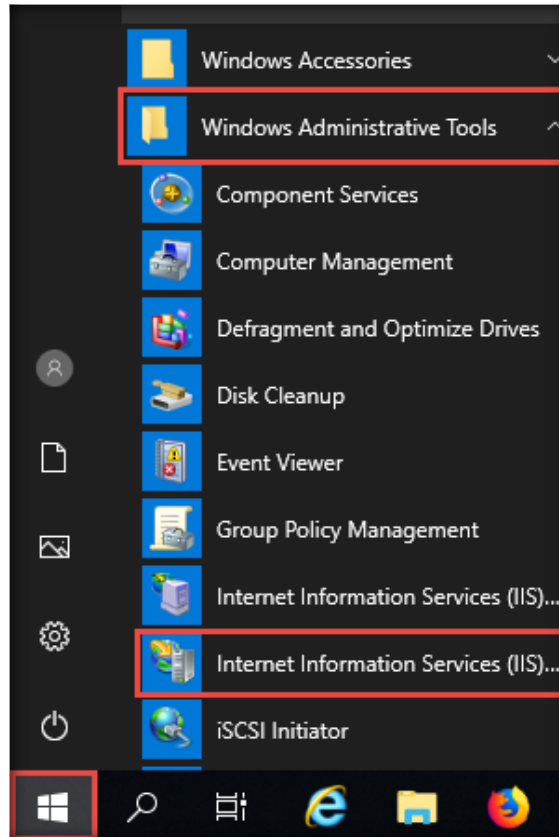 Windows Accessories
Windows Administrative Tools
Component Services
Computer Management
Defragment and Optimize Drives
Disk Cleanup
Event Viewer
Group Policy Management
Internet Information Services (IIS)...
Internet Information Services (IIS)...
iSCSI Initiator